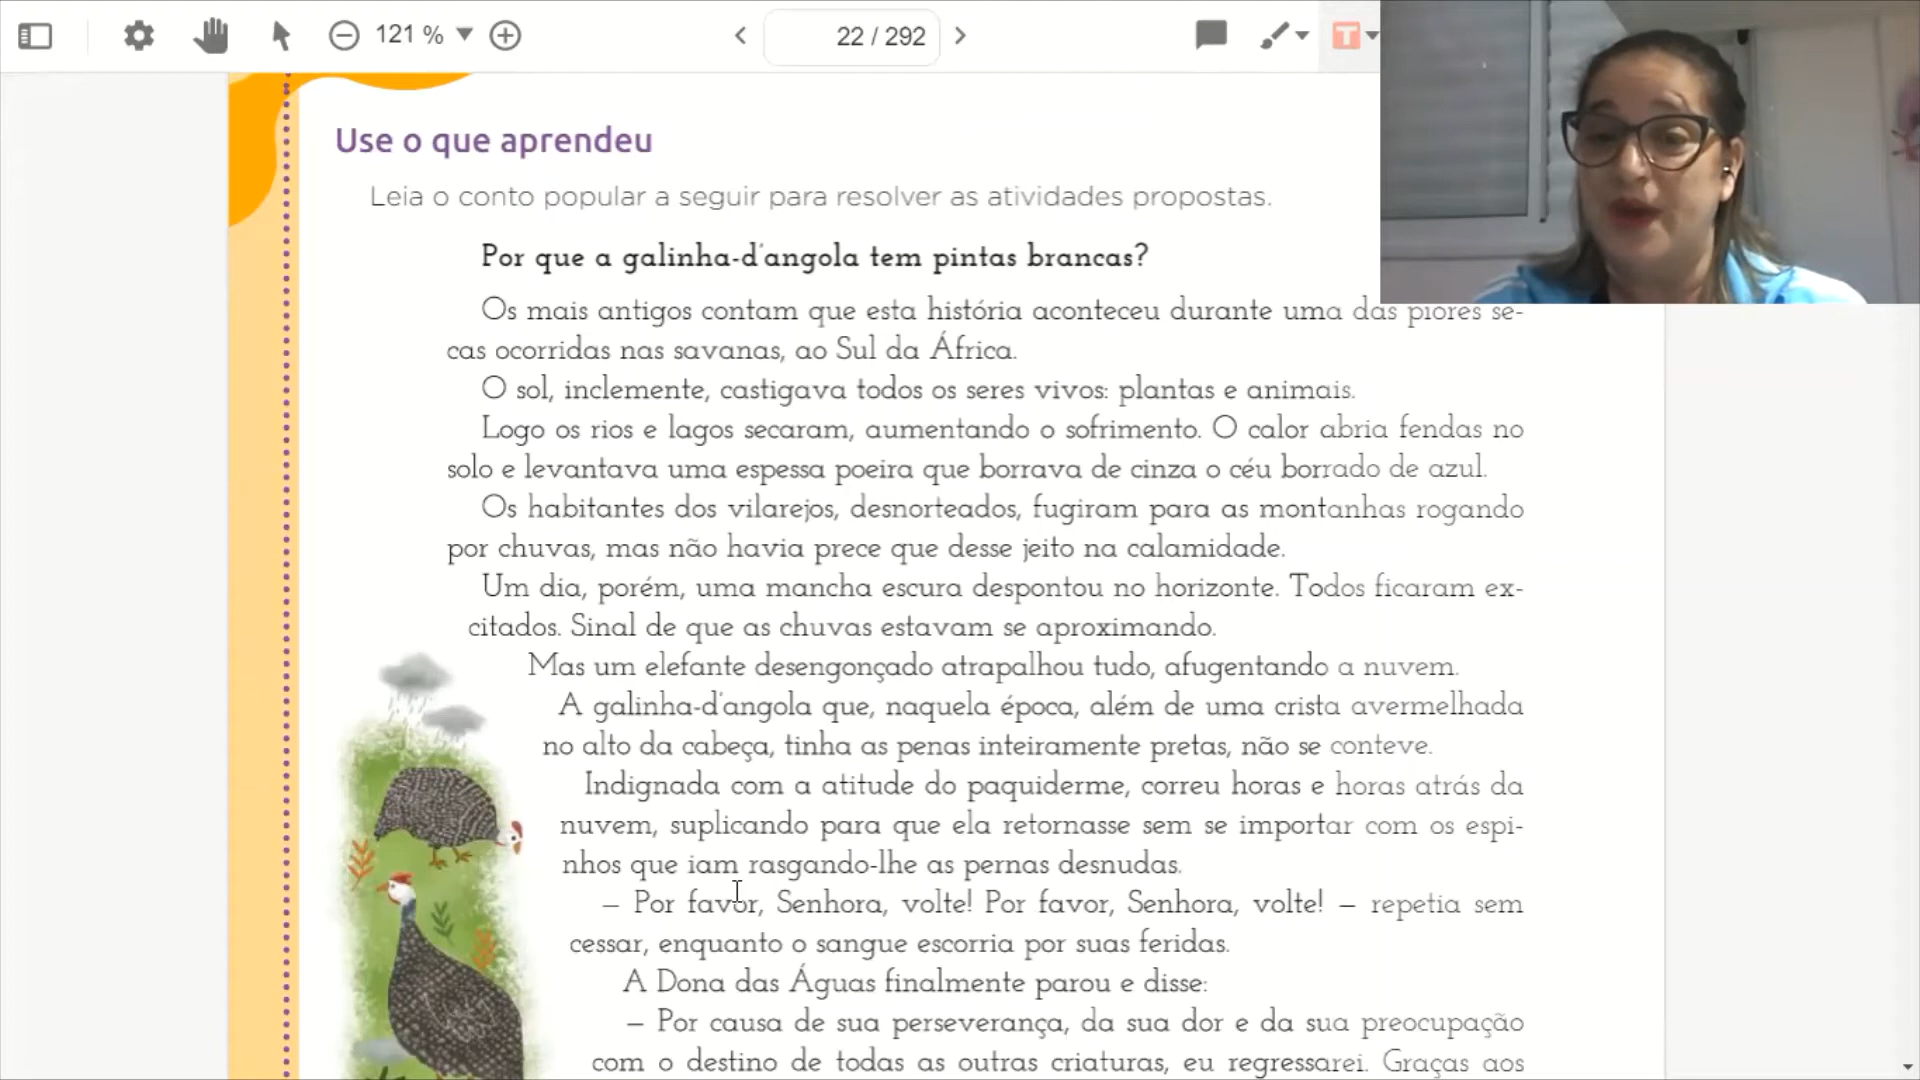 121 %
22 / 292
T
Use o que aprendeu
Leia o conto popular a seguir para resolver as atividades propostas.
Por que a galinha-d'angola tem pintas brancas?
Os mais antigos contam que esta história aconteceu durante uma das piores se-
cas ocorridas nas savanas, ao Sul da África.
O sol, inclemente, castigava todos os seres vivos: plantas e animais.
Logo os rios e lagos secaram, aumentando o sofrimento. O calor abria fendas no
solo e levantava uma espessa poeira que borrava de cinza o céu borrado de azul.
Os habitantes dos vilarejos, desnorteados, fugiram para as montanhas rogando
por chuvas, mas não havia prece que desse jeito na calamidade.
Um dia, porém, uma mancha escura despontou no horizonte. Todos ficaram ex-
citados. Sinal de que as chuvas estavam se aproximando.
Mas um elefante desengonçado atrapalhou tudo, afugentando a nuvem.
A galinha-d'angola que, naquela época, além de uma crista avermelhada
no alto da cabeça, tinha as penas inteiramente pretas, não se conteve.
Indignada com a atitude do paquiderme, correu horas e horas atrás da
nuvem, suplicando para que ela retornasse sem se importar com os espi-
nhos que iam rasgando-lhe as pernas desnudas.
– Por favor, Senhora, volte! Por favor, Senhora, volte! – repetia sem
cessar, enquanto o sangue escorria por suas feridas.
A Dona das Águas finalmente parou e disse:
– Por causa de sua perseverança, da sua dor e da sua preocupação
com o destino de todas as outras criaturas, eu regressarei. Graças aos